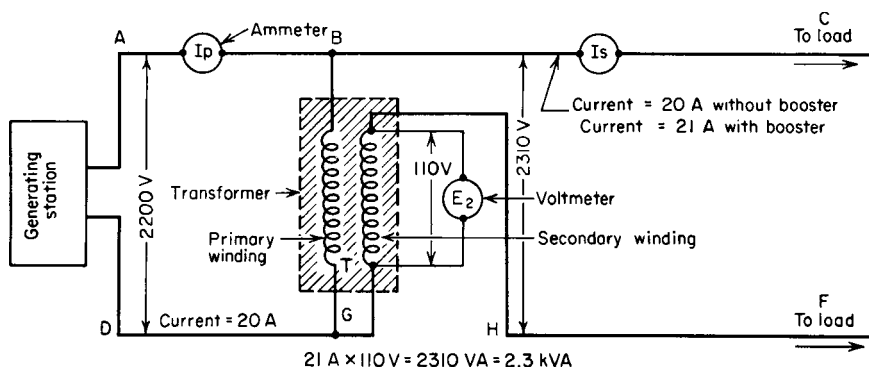 A
Ammeter
Ip
B
Is
C
To load
Current = 20 A without booster
Current = 21 A with booster
Generating
station
2200 V
Transformer
Primary
winding
T
110V
E2
Voltmeter
Secondary winding
2310 V
D
Current = 20 A
G
H
F
To load
21 A × 110 V = 2310 VA = 2.3 kVA